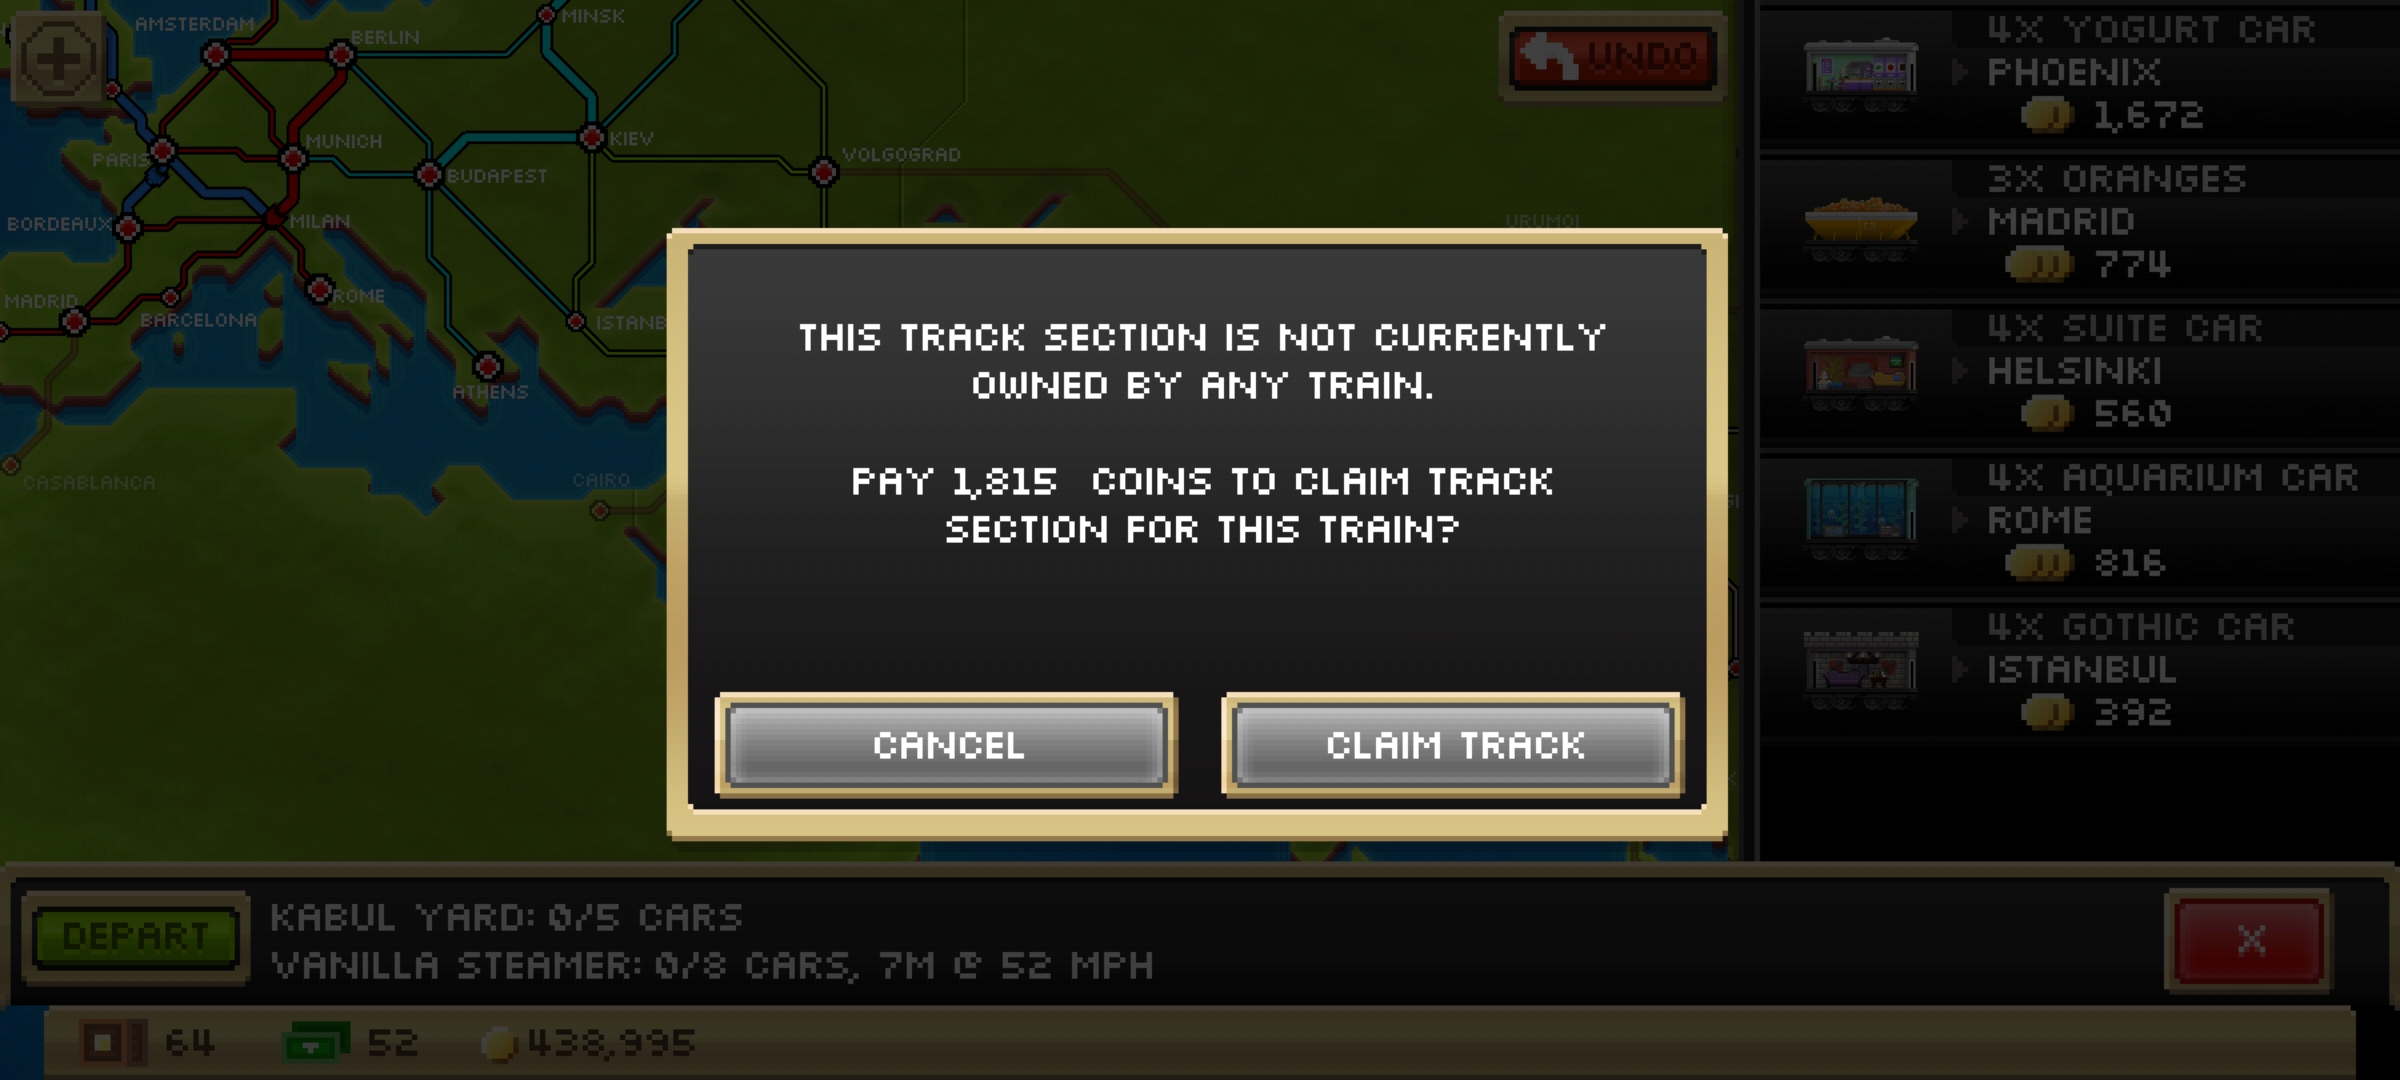 AMSTERDAM
BERLIN
MINSK
PARIS
MUNICH
KIEV
BUDAPEST
VOLGOGRAD
BORDEAUX
MILAN
MADRID
ROME
BARCELONA
ISTANB
ATHENS
CASABLANCA
CAIRO
UNDO
4X YOGURT CAR
PHOENIX
1,672
3X ORANGES
MADRID
774
4X SUITE CAR
HELSINKI
560
4X AQUARIUM CAR
ROME
816
4X GOTHIC CAR
ISTANBUL
392
THIS TRACK SECTION IS NOT CURRENTLY
OWNED BY ANY TRAIN.
PAY 1,815 COINS TO CLAIM TRACK
SECTION FOR THIS TRAIN?
CANCEL
CLAIM TRACK
DEPART
KABUL YARD: 0/5 CARS
VANILLA STEAMER: 0/8 CARS, 7M @ 52 MPH
X
64
52
438,995